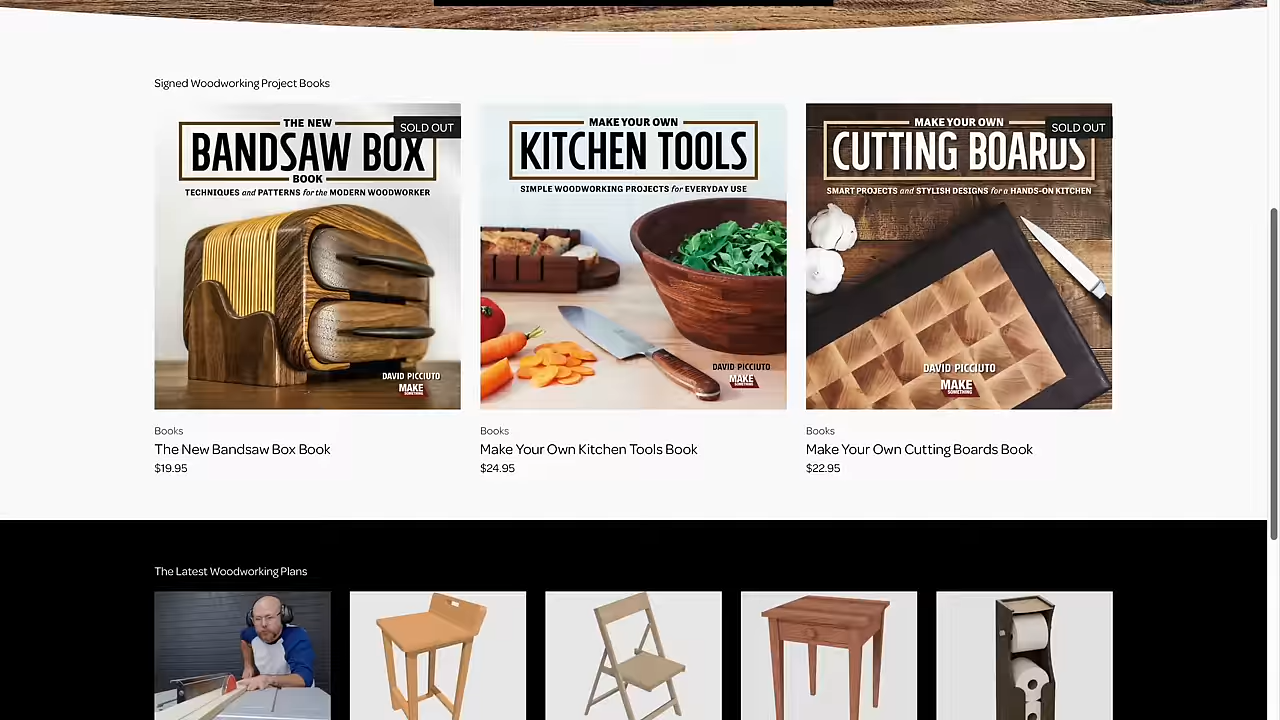 Signed Woodworking Project Books
THE NEW
BANDSAW BOX
BOOK
TECHNIQUES and PATTERNS for the MODERN WOODWORKER
SOLD OUT
DAVID PICCIUTO
MAKE
SOMETHING
MAKE YOUR OWN
KITCHEN TOOLS
SIMPLE WOODWORKING PROJECTS for EVERYDAY USE
DAVID PICCIUTO
MAKE
SOMETHING
MAKE YOUR OWN
CUTTING BOARDS
SMART PROJECTS and STYLISH DESIGNS for a HANDS-ON KITCHEN
SOLD OUT
DAVID PICCIUTO
MAKE
SOMETHING
Books
The New Bandsaw Box Book
$19.95
Books
Make Your Own Kitchen Tools Book
$24.95
Books
Make Your Own Cutting Boards Book
$22.95
The Latest Woodworking Plans